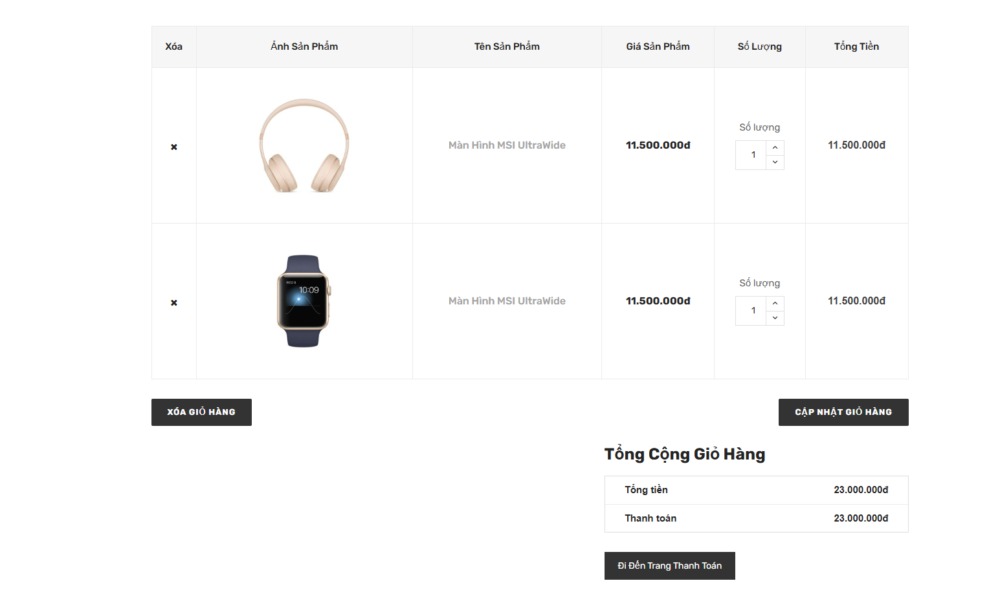 Xóa Ảnh Sản Phẩm Tên Sản Phẩm Giá Sản Phẩm Số Lượng Tổng Tiền
Số lượng
Màn Hình MSI UltraWide 11.500.000đ 1 11.500.000đ
WED 9
10:09
Số lượng
Màn Hình MSI UltraWide 11.500.000đ 1 11.500.000đ
XÓA GIỎ HÀNG CẬP NHẬT GIỎ HÀNG
Tổng Cộng Giỏ Hàng
Tổng tiền 23.000.000đ
Thanh toán 23.000.000đ
Đi Đến Trang Thanh Toán